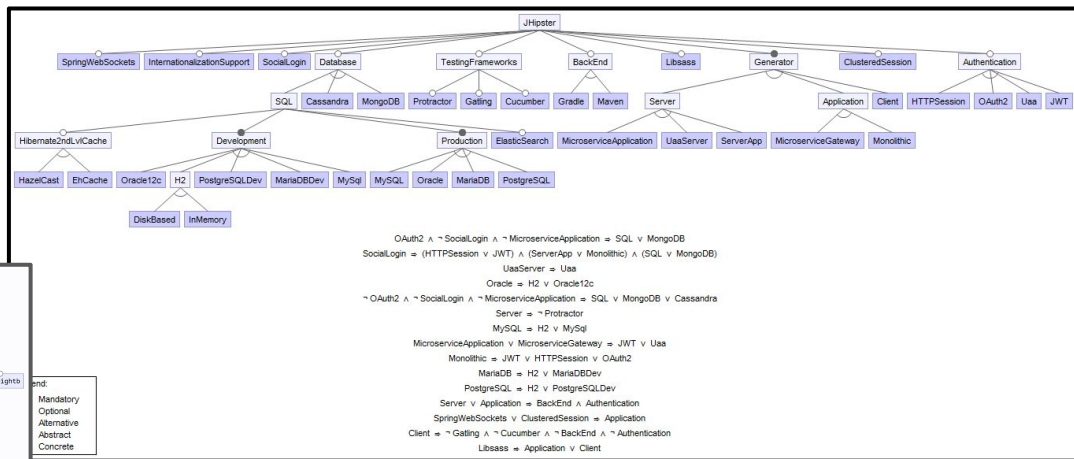 JHipster
SpringWebSockets InternationalizationSupport SocialLogin Database TestingFrameworks BackEnd Libsass Generator ClusteredSession Authentication
SQL Cassandra MongoDB Protractor Gatling Cucumber Gradle Maven Server Application Client HTTPSession OAuth2 Uaa JWT
Hibernate2ndLvlCache Development Production ElasticSearch MicroserviceApplication UaaServer ServerApp MicroserviceGateway Monolithic
HazelCast EhCache Oracle12c H2 PostgreSQLDev MariaDBDev MySql MySQL Oracle MariaDB PostgreSQL
DiskBased InMemory
OAuth2 ∧ ¬ SocialLogin ∧ ¬ MicroserviceApplication ⇒ SQL ∨ MongoDB
SocialLogin ⇒ (HTTPSession ∨ JWT) ∧ (ServerApp ∨ Monolithic) ∧ (SQL ∨ MongoDB)
UaaServer ⇒ Uaa
Oracle ⇒ H2 ∨ Oracle12c
¬ OAuth2 ∧ ¬ SocialLogin ∧ ¬ MicroserviceApplication ⇒ SQL ∨ MongoDB ∨ Cassandra
Server ⇒ ¬ Protractor
MySQL ⇒ H2 ∨ MySql
MicroserviceApplication ∨ MicroserviceGateway ⇒ JWT ∨ Uaa
Monolithic ⇒ JWT ∨ HTTPSession ∨ OAuth2
MariaDB ⇒ H2 ∨ MariaDBDev
PostgreSQL ⇒ H2 ∨ PostgreSQLDev
Server ∨ Application ⇒ BackEnd ∧ Authentication
SpringWebSockets ∨ ClusteredSession ⇒ Application
Client ⇒ ¬ Gatling ∧ ¬ Cucumber ∧ ¬ BackEnd ∧ ¬ Authentication
Libsass ⇒ Application ∨ Client
ightb
end:
Mandatory
Optional
Alternative
Abstract
Concrete